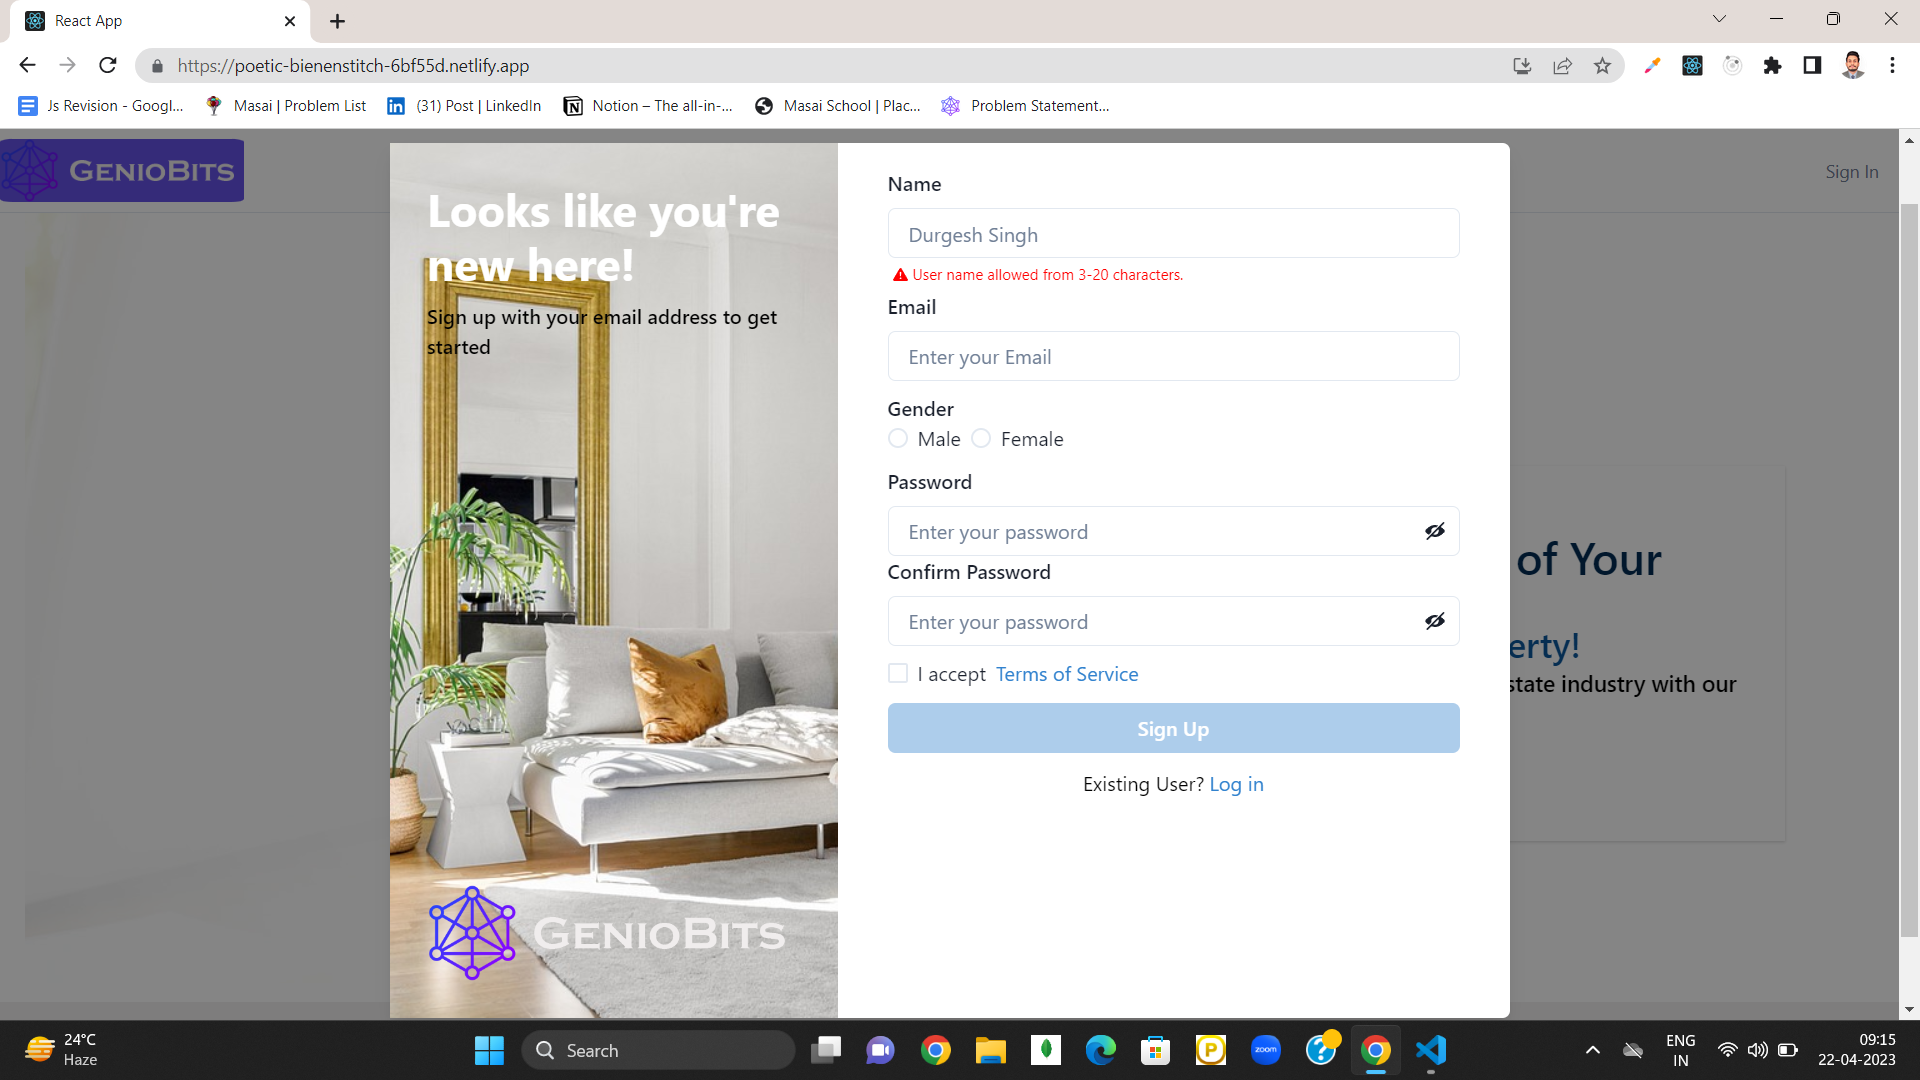 React App
https://poetic-bienenstitch-6bf55d.netlify.app
Js Revision - Googl...
Masai | Problem List
(31) Post | LinkedIn
Notion – The all-in-...
Masai School | Plac...
Problem Statement...
GENIOBITS
Sign In
Looks like you're
new here!
Sign up with your email address to get
started
GENIOBITS
Name
Durgesh Singh
User name allowed from 3-20 characters.
Email
Enter your Email
Gender
Male Female
Password
Enter your password
Confirm Password
Enter your password
I accept Terms of Service
Sign Up
Existing User? Log in
of Your
erty!
state industry with our
24°C
Haze
Search
zoom
ENG
IN
09:15
22-04-2023